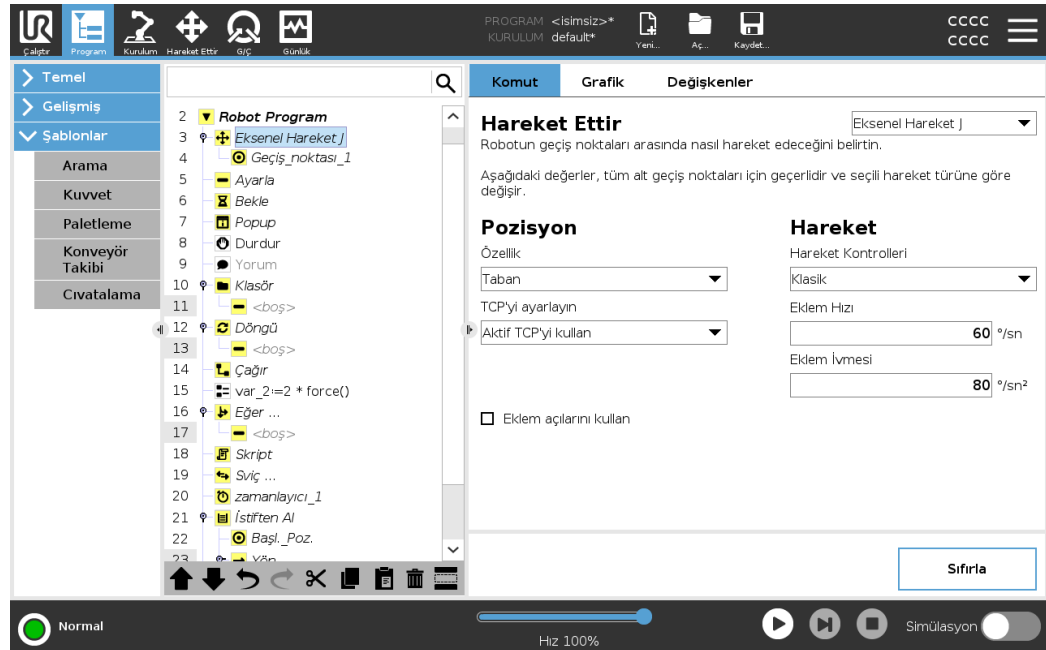 PROGRAM <isimsiz>*
KURULUM default*
Çalıştır Program Kurulum Hareket Ettir G/Ç Günlük Yeni... Aç... Kaydet...
CCCC
CCCC
Temel
Gelişmiş
Şablonlar
Arama
Kuvvet
Paletleme
Konveyör
Takibi
Cıvatalama
2 Robot Program
3 Eksenel Hareket J
4 Geçiş_noktası_1
5 Ayarla
6 Bekle
7 Popup
8 Durdur
9 Yorum
10 Klasör
11 <boş>
12 Döngü
13 <boş>
14 Çağır
15 var_2:=2 * force()
16 Eğer ...
17 <boş>
18 Skript
19 Sviç ...
20 zamanlayıcı_1
21 İstiften Al
22 Başl._Poz.
23 Yön
Komut Grafik Değişkenler
Hareket Ettir
Eksenel Hareket J
Robotun geçiş noktaları arasında nasıl hareket edeceğini belirtin.
Aşağıdaki değerler, tüm alt geçiş noktaları için geçerlidir ve seçili hareket türüne göre
değişir.
Pozisyon
Özellik
Taban
TCP'yi ayarlayın
Aktif TCP'yi kullan
Eklem açılarını kullan
Hareket
Hareket Kontrolleri
Klasik
Eklem Hızı
60 °/sn
Eklem İvmesi
80 °/sn²
Sıfırla
Normal
Hız 100%
Simülasyon